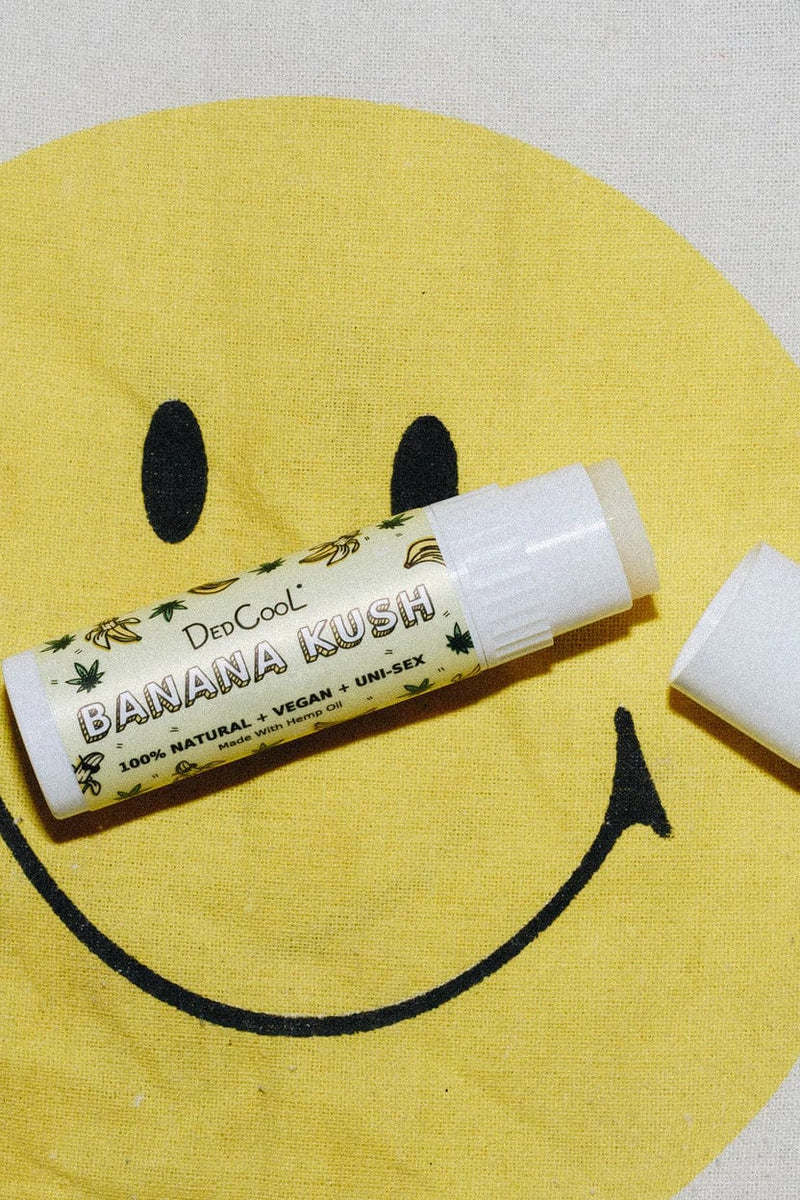 DEDCOOL
BANANA KUSH
100% NATURAL + VEGAN + UNI-SEX
Made With Hemp Oil